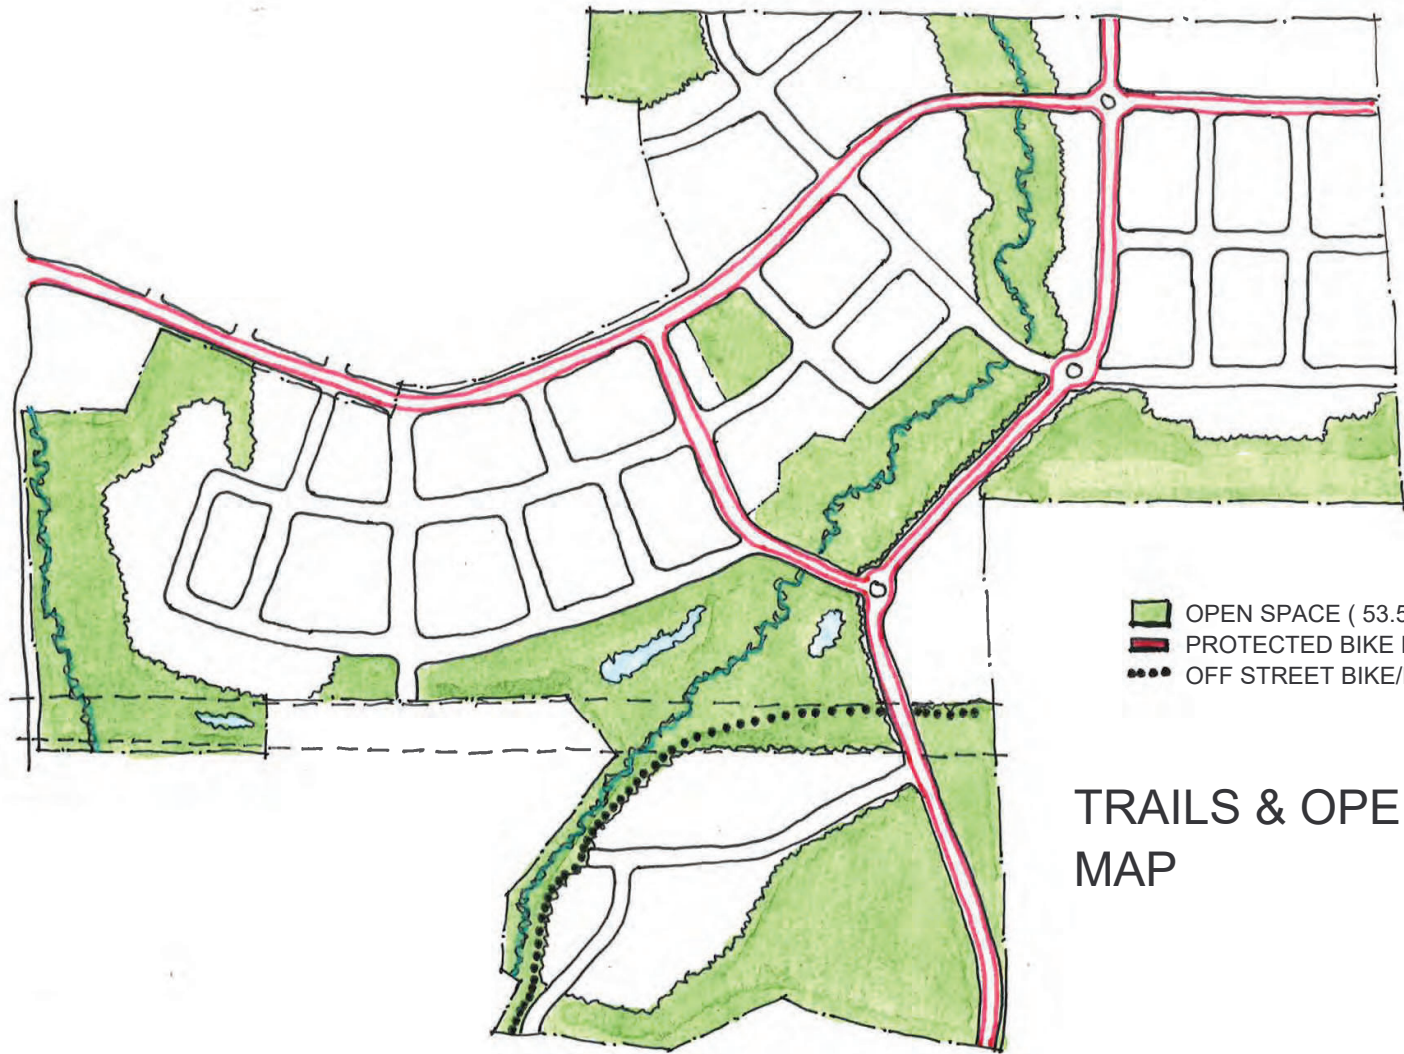 OPEN SPACE ( 53.5
PROTECTED BIKE
OFF STREET BIKE/
TRAILS & OPE
MAP